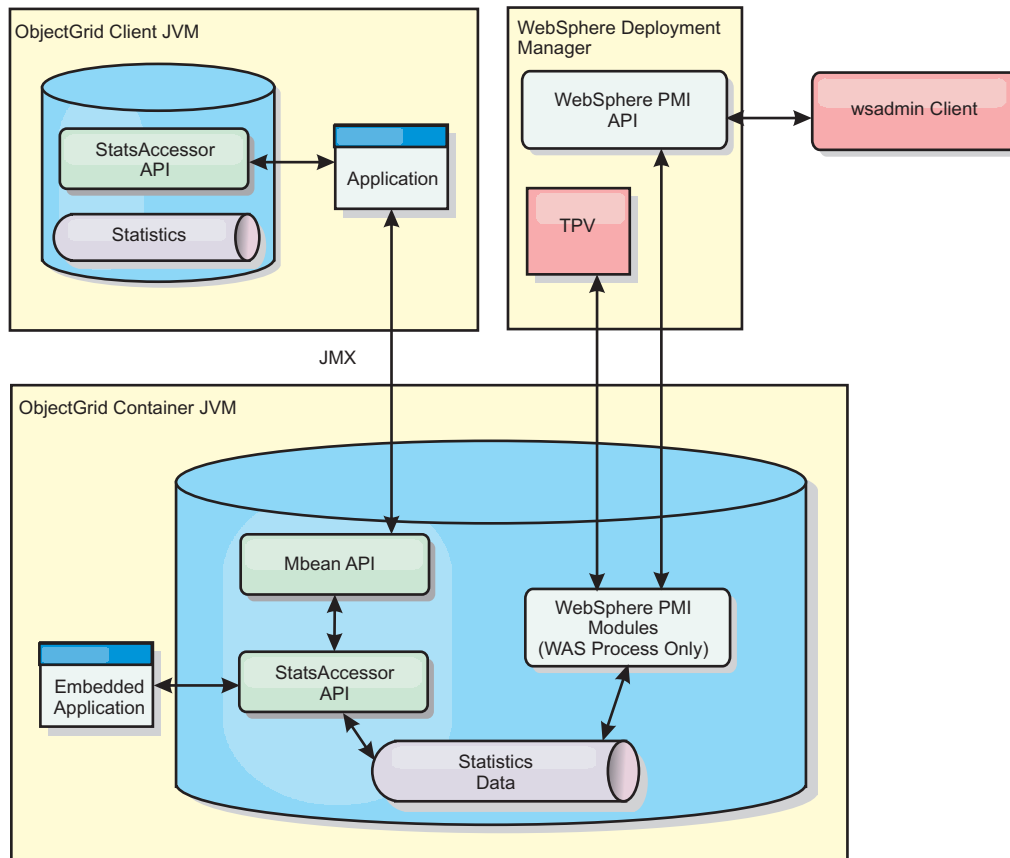 ObjectGrid Client JVM
StatsAccessor
API
Statistics
Application
WebSphere Deployment
Manager
WebSphere PMI
API
wsadmin Client
TPV
JMX
ObjectGrid Container JVM
Mbean API
StatsAccessor
API
Embedded
Application
WebSphere PMI
Modules
(WAS Process Only)
Statistics
Data